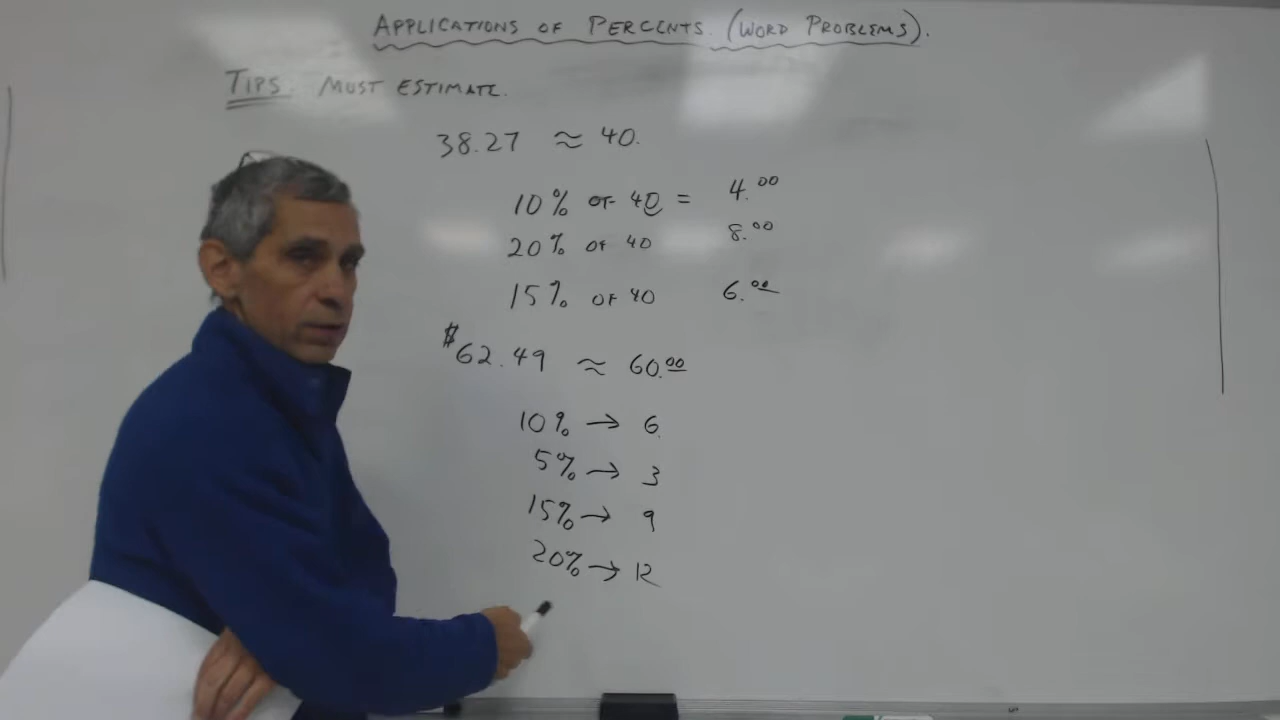 APPLICATIONS OF PERCENTS. (WORD PROBLEMS).
TIPS. MUST ESTIMATE.
38.27 ≈ 40.
10% OF 40 = 4.00
20% OF 40 8.00
15% OF 40 6.00
$62.49 ≈ 60.00
10% → 6.
5% → 3
15% → 9
20% → 12